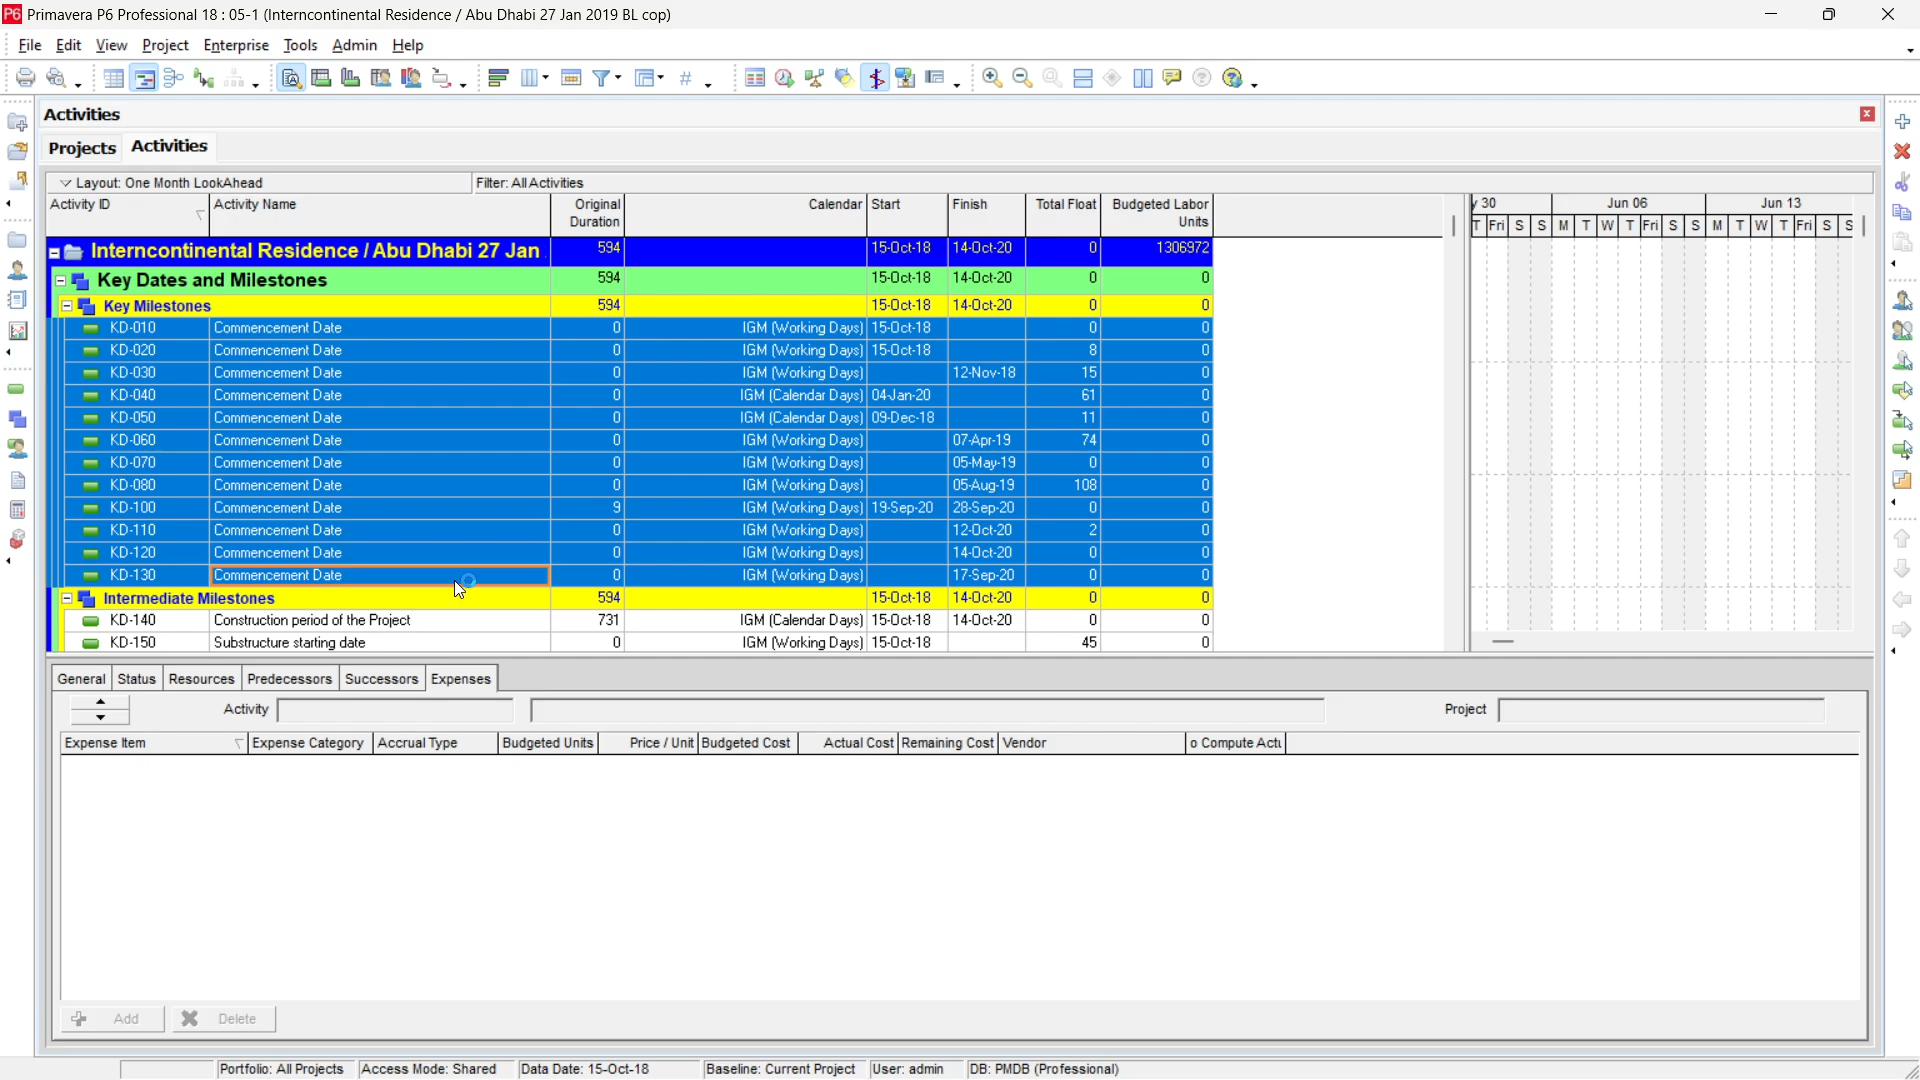 P6 Primavera P6 Professional 18 : 05-1 (Interncontinental Residence / Abu Dhabi 27 Jan 2019 BL cop)
File Edit View Project Enterprise Tools Admin Help
Activities
Projects Activities
Layout: One Month LookAhead Filter: All Activities
Activity ID Activity Name Original Duration Calendar Start Finish Total Float Budgeted Labor Units y 30 Jun 06 Jun 13
T Fri S S M T W T Fri S S M T W T Fri S S
Interncontinental Residence / Abu Dhabi 27 Jan 594 15-Oct-18 14-Oct-20 0 1306972
Key Dates and Milestones 594 15-Oct-18 14-Oct-20 0 0
Key Milestones 594 15-Oct-18 14-Oct-20 0 0
KD-010 Commencement Date 0 IGM (Working Days) 15-Oct-18 0 0
KD-020 Commencement Date 0 IGM (Working Days) 15-Oct-18 8 0
KD-030 Commencement Date 0 IGM (Working Days) 12-Nov-18 15 0
KD-040 Commencement Date 0 IGM (Calendar Days) 04-Jan-20 61 0
KD-050 Commencement Date 0 IGM (Calendar Days) 09-Dec-18 11 0
KD-060 Commencement Date 0 IGM (Working Days) 07-Apr-19 74 0
KD-070 Commencement Date 0 IGM (Working Days) 05-May-19 0 0
KD-080 Commencement Date 0 IGM (Working Days) 05-Aug-19 108 0
KD-100 Commencement Date 9 IGM (Working Days) 19-Sep-20 28-Sep-20 0 0
KD-110 Commencement Date 0 IGM (Working Days) 12-Oct-20 2 0
KD-120 Commencement Date 0 IGM (Working Days) 14-Oct-20 0 0
KD-130 Commencement Date 0 IGM (Working Days) 17-Sep-20 0 0
Intermediate Milestones 594 15-Oct-18 14-Oct-20 0 0
KD-140 Construction period of the Project 731 IGM (Calendar Days) 15-Oct-18 14-Oct-20 0 0
KD-150 Substructure starting date 0 IGM (Working Days) 15-Oct-18 45 0
General Status Resources Predecessors Successors Expenses
Activity Project
Expense Item Expense Category Accrual Type Budgeted Units Price / Unit Budgeted Cost Actual Cost Remaining Cost Vendor o Compute Actu
Add Delete
Portfolio: All Projects Access Mode: Shared Data Date: 15-Oct-18 Baseline: Current Project User: admin DB: PMDB (Professional)